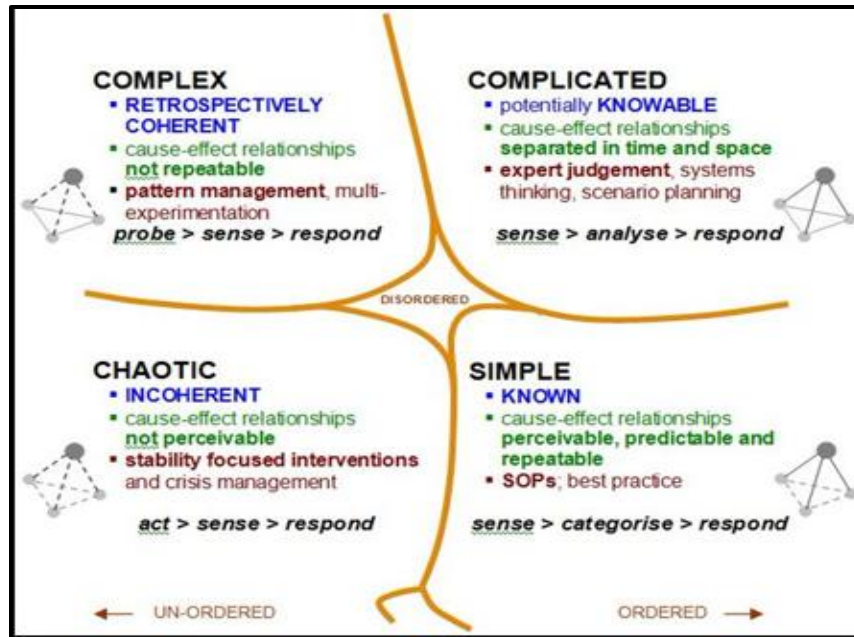 COMPLEX
▪ RETROSPECTIVELY
COHERENT
▪ cause-effect relationships
not repeatable
▪ pattern management, multi-
experimentation
probe > sense > respond
COMPLICATED
▪ potentially KNOWABLE
▪ cause-effect relationships
separated in time and space
▪ expert judgement, systems
thinking, scenario planning
sense > analyse > respond
DISORDERED
CHAOTIC
▪ INCOHERENT
▪ cause-effect relationships
not perceivable
▪ stability focused interventions
and crisis management
act > sense > respond
SIMPLE
▪ KNOWN
▪ cause-effect relationships
perceivable, predictable and
repeatable
▪ SOPs; best practice
sense > categorise > respond
← UN-ORDERED
ORDERED →